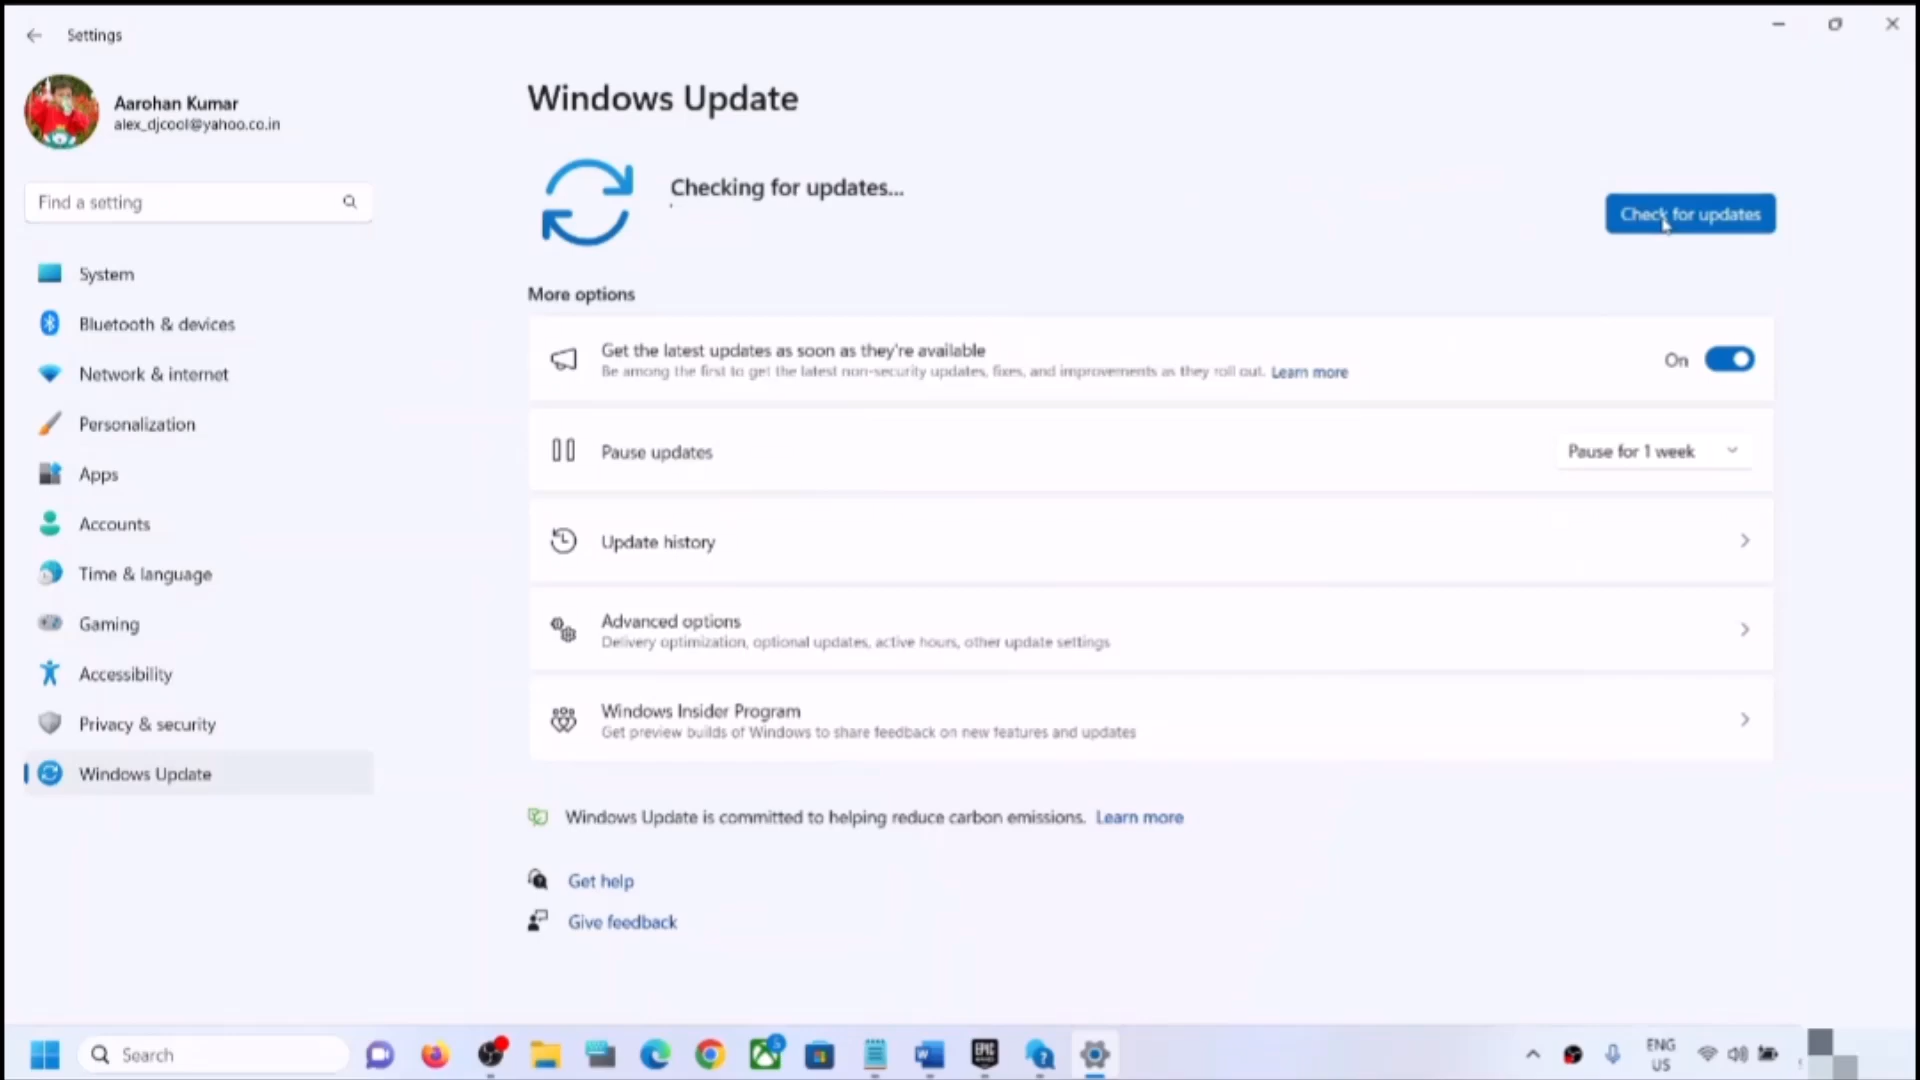 Settings
Aarohan Kumar
alex_djcool@yahoo.co.in
Find a setting
System
Bluetooth & devices
Network & internet
Personalization
Apps
Accounts
Time & language
Gaming
Accessibility
Privacy & security
Windows Update
Windows Update
Checking for updates...
Check for updates
More options
Get the latest updates as soon as they're available
Be among the first to get the latest non-security updates, fixes, and improvements as they roll out. Learn more
On
Pause updates
Pause for 1 week
Update history
Advanced options
Delivery optimization, optional updates, active hours, other update settings
Windows Insider Program
Get preview builds of Windows to share feedback on new features and updates
Windows Update is committed to helping reduce carbon emissions. Learn more
Get help
Give feedback
Search
5
EPIC
ENG
US